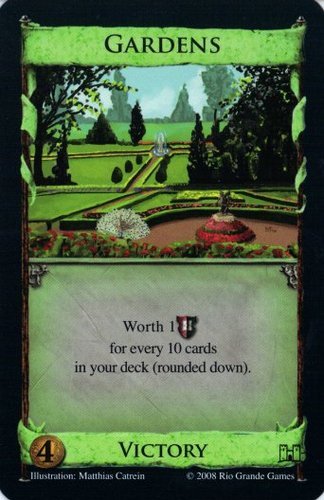 GARDENS
Worth 1
for every 10 cards
in your deck (rounded down).
4
VICTORY
Illustration: Matthias Catrein
© 2008 Rio Grande Games